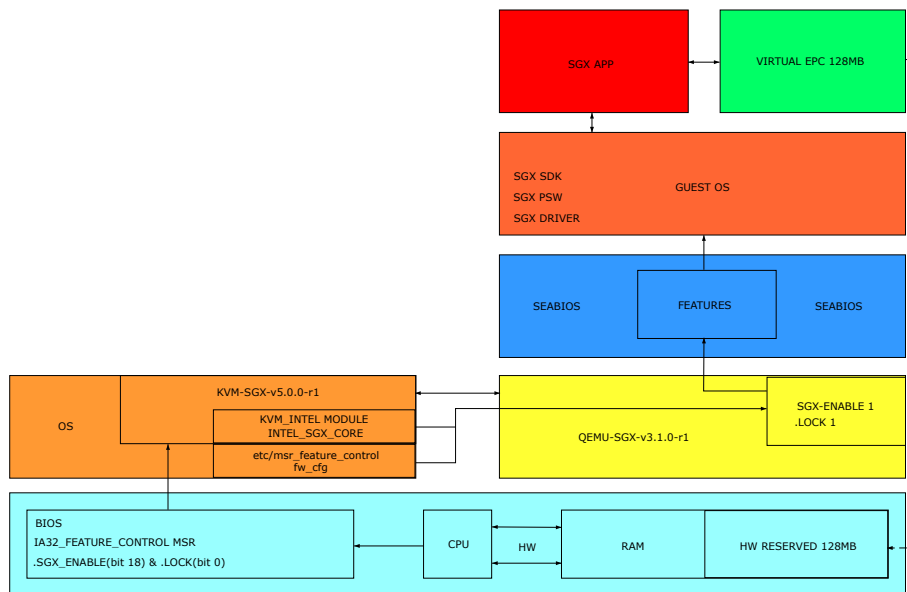 SGX APP
VIRTUAL EPC 128MB
SGX SDK
SGX PSW
SGX DRIVER
GUEST OS
SEABIOS
FEATURES
SEABIOS
OS
KVM-SGX-v5.0.0-r1
KVM_INTEL MODULE
INTEL_SGX_CORE
etc/msr_feature_control
fw_cfg
QEMU-SGX-v3.1.0-r1
SGX-ENABLE 1
.LOCK 1
BIOS
IA32_FEATURE_CONTROL MSR
.SGX_ENABLE(bit 18) & .LOCK(bit 0)
CPU
HW
RAM
HW RESERVED 128MB